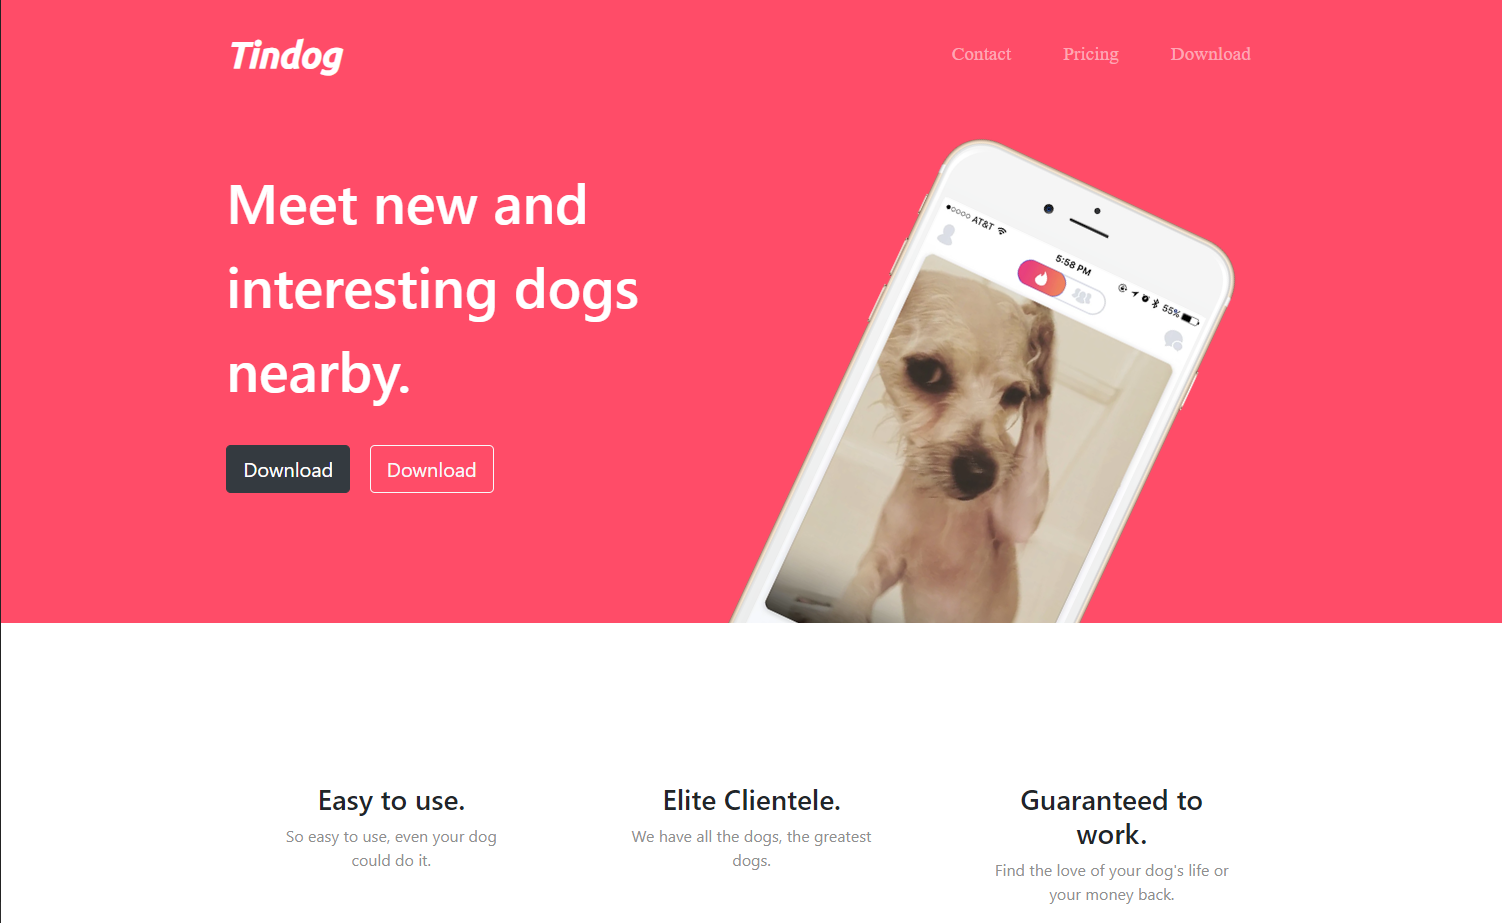 Tindog
Contact
Pricing
Download
Meet new and
interesting dogs
nearby.
Download
Download
AT&T
5:58 PM
55%
Easy to use.
So easy to use, even your dog
could do it.
Elite Clientele.
We have all the dogs, the greatest
dogs.
Guaranteed to
work.
Find the love of your dog's life or
your money back.